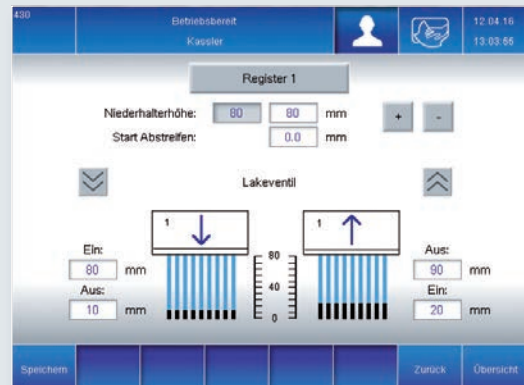 430
Betriebsbereit
Kassler
12.04.16
13:03:55
Register 1
Niederhalterhöhe: 80 80 mm + -
Start Abstreifen: 0.0 mm
Lakeventil
1
1
Ein:
80 mm
Aus:
10 mm
80
40
0
Aus:
90 mm
Ein:
20 mm
Speichern
Zurück
Übersicht